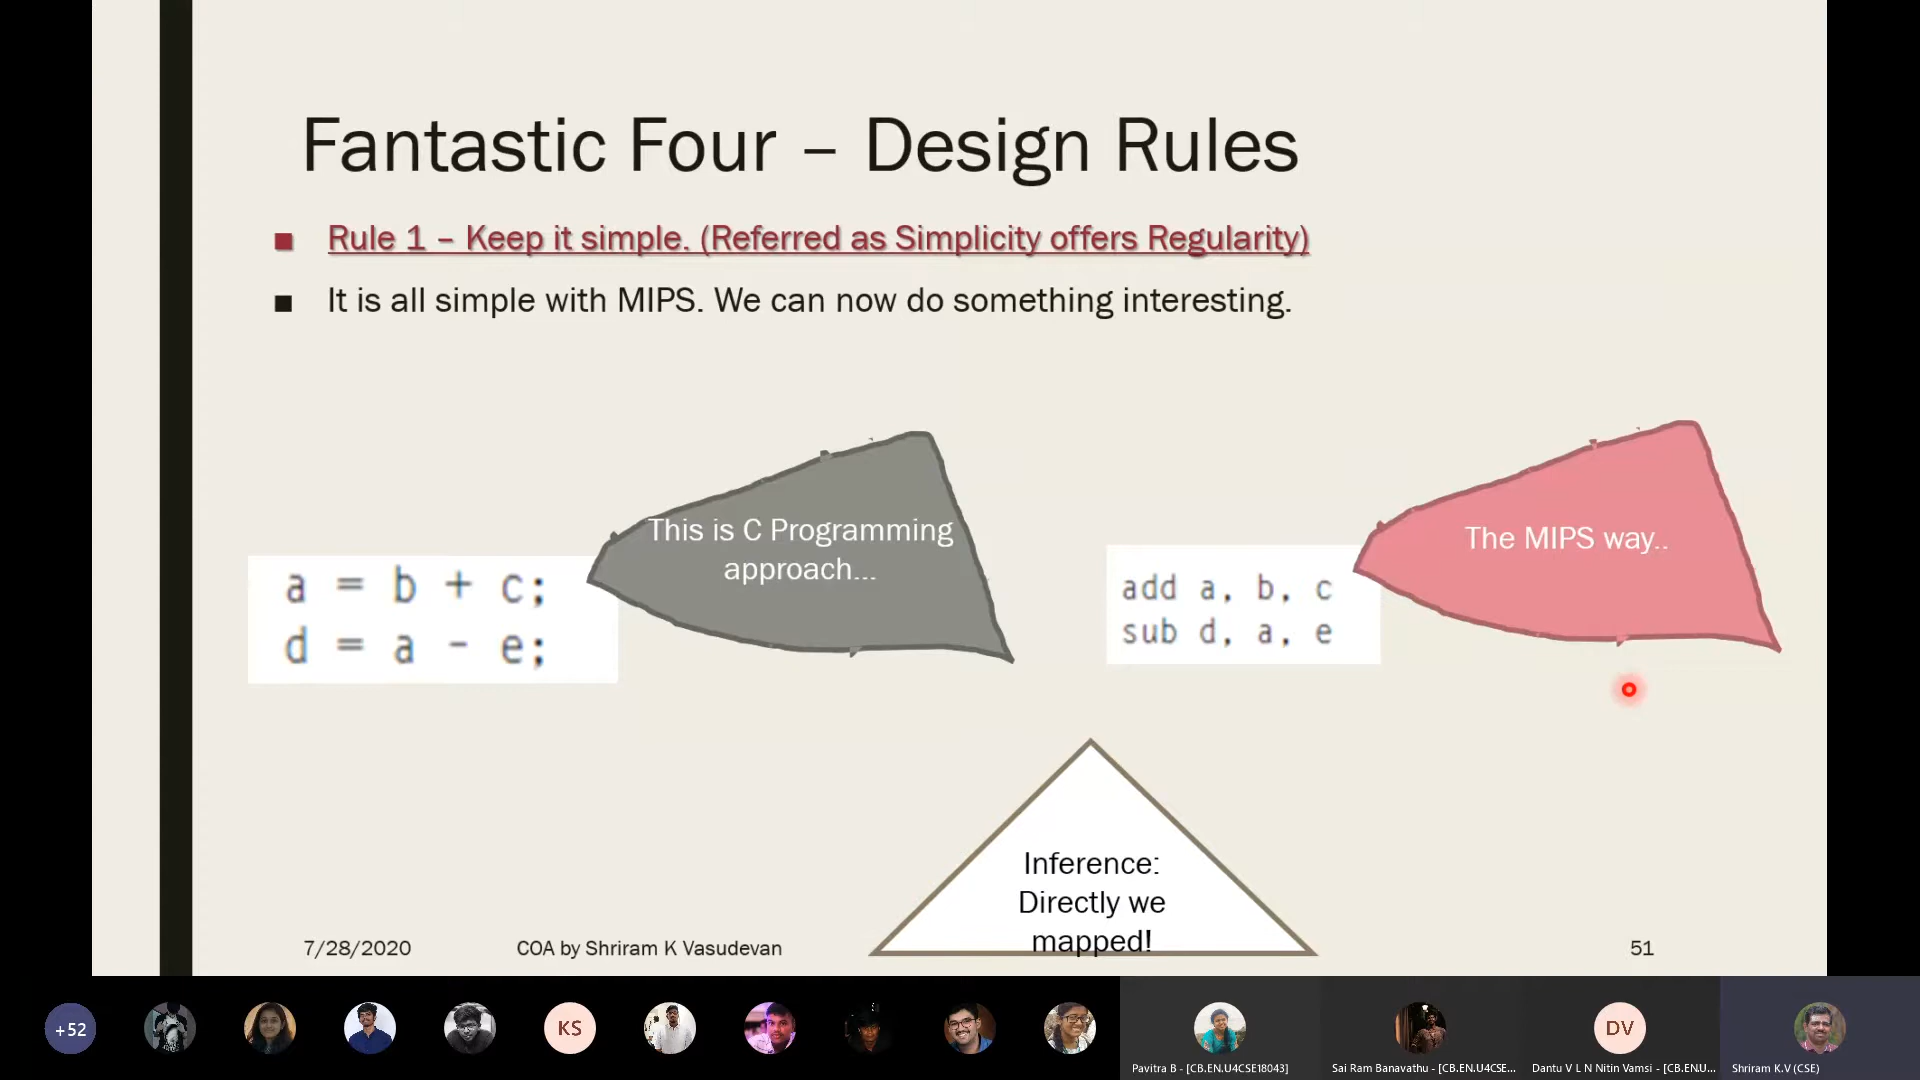 Fantastic Four – Design Rules
Rule 1 – Keep it simple. (Referred as Simplicity offers Regularity)
It is all simple with MIPS. We can now do something interesting.
This is C Programming
approach...
a = b + c;
d = a - e;
The MIPS way..
add a, b, c
sub d, a, e
Inference:
Directly we
mapped!
7/28/2020
COA by Shriram K Vasudevan
51
+52
KS
DV
Pavitra B - [CB.EN.U4CSE18043]
Sai Ram Banavathu - [CB.EN.U4CSE...
Dantu V L N Nitin Vamsi - [CB.EN.U...
Shriram K.V (CSE)